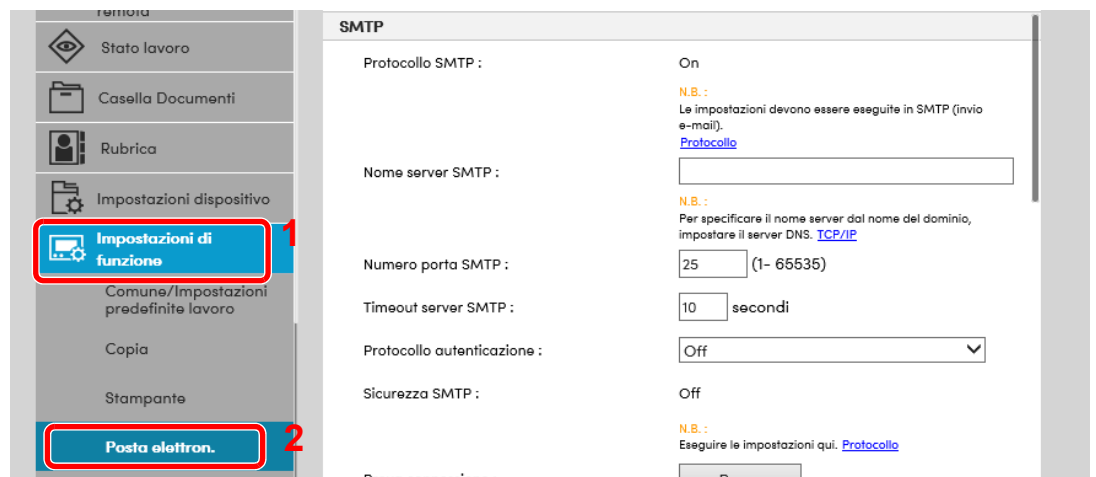 remota
Stato lavoro
Casella Documenti
Rubrica
Impostazioni dispositivo
Impostazioni di
funzione
1
Comune/Impostazioni
predefinite lavoro
Copia
Stampante
Posta elettron.
2
SMTP
Protocollo SMTP : On
N.B. :
Le impostazioni devono essere eseguite in SMTP (invio
e-mail).
Protocollo
Nome server SMTP :
N.B. :
Per specificare il nome server dal nome del dominio,
impostare il server DNS. TCP/IP
Numero porta SMTP : 25 (1- 65535)
Timeout server SMTP : 10 secondi
Protocollo autenticazione : Off
Sicurezza SMTP : Off
N.B. :
Eseguire le impostazioni qui. Protocollo